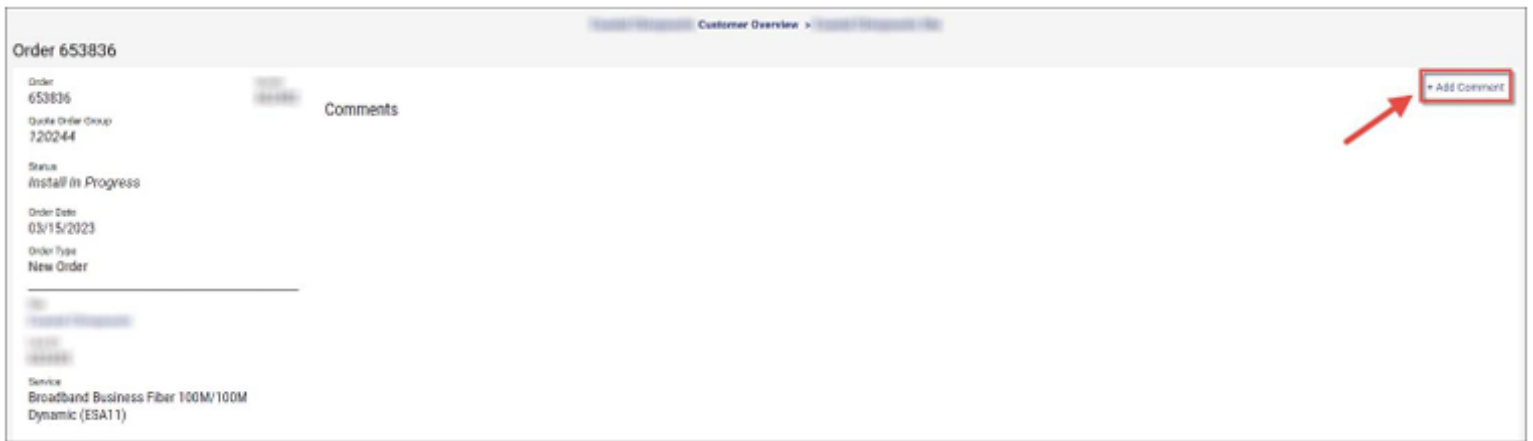 Customer Overview >
Order 653836
Order
653836
Quote Order Group
120244
Status
Install In Progress
Order Date
03/15/2023
Order Type
New Order
Service
Broadband Business Fiber 100M/100M
Dynamic (ESA11)
Comments
+ Add Comment